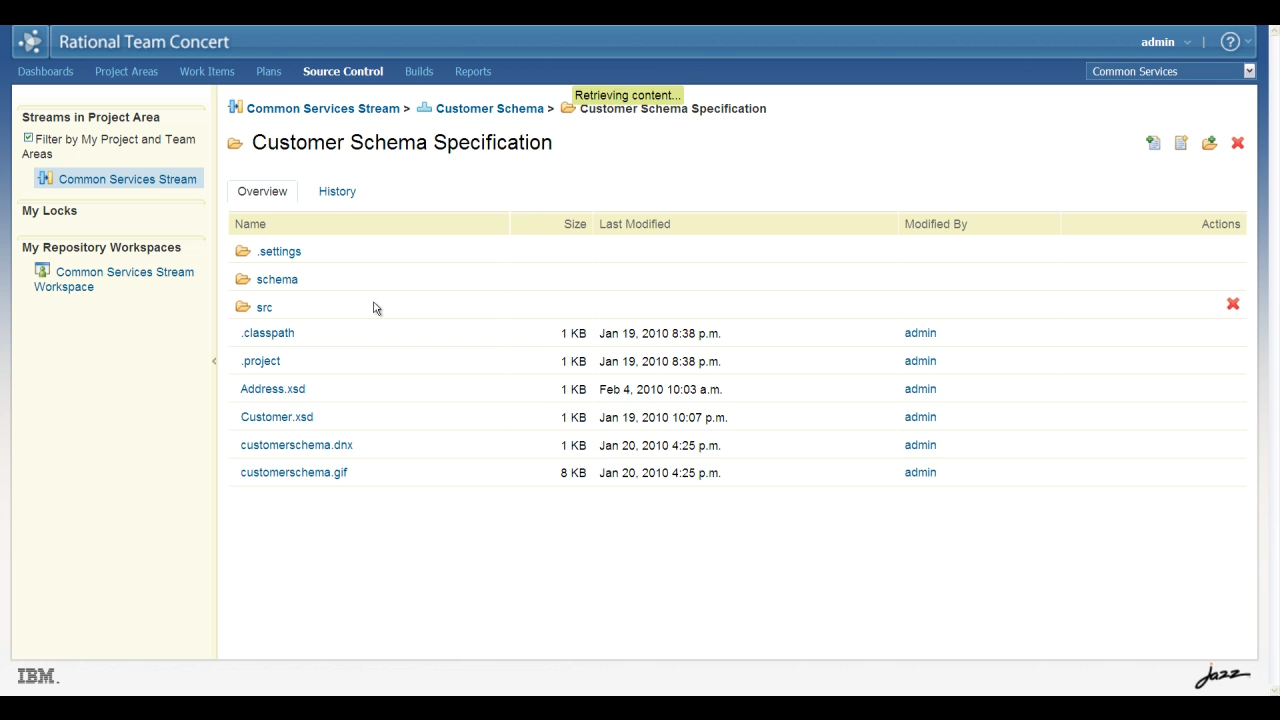 Rational Team Concert
admin |
Dashboards Project Areas Work Items Plans Source Control Builds Reports
Common Services
Retrieving content...
Common Services Stream > Customer Schema > Customer Schema Specification
Customer Schema Specification
Streams in Project Area
Filter by My Project and Team
Areas
Common Services Stream
My Locks
My Repository Workspaces
Common Services Stream
Workspace
Overview History
Name Size Last Modified Modified By Actions
.settings
schema
src
.classpath 1 KB Jan 19, 2010 8:38 p.m. admin
.project 1 KB Jan 19, 2010 8:38 p.m. admin
Address.xsd 1 KB Feb 4, 2010 10:03 a.m. admin
Customer.xsd 1 KB Jan 19, 2010 10:07 p.m. admin
customerschema.dnx 1 KB Jan 20, 2010 4:25 p.m. admin
customerschema.gif 8 KB Jan 20, 2010 4:25 p.m. admin
IBM.
jazz